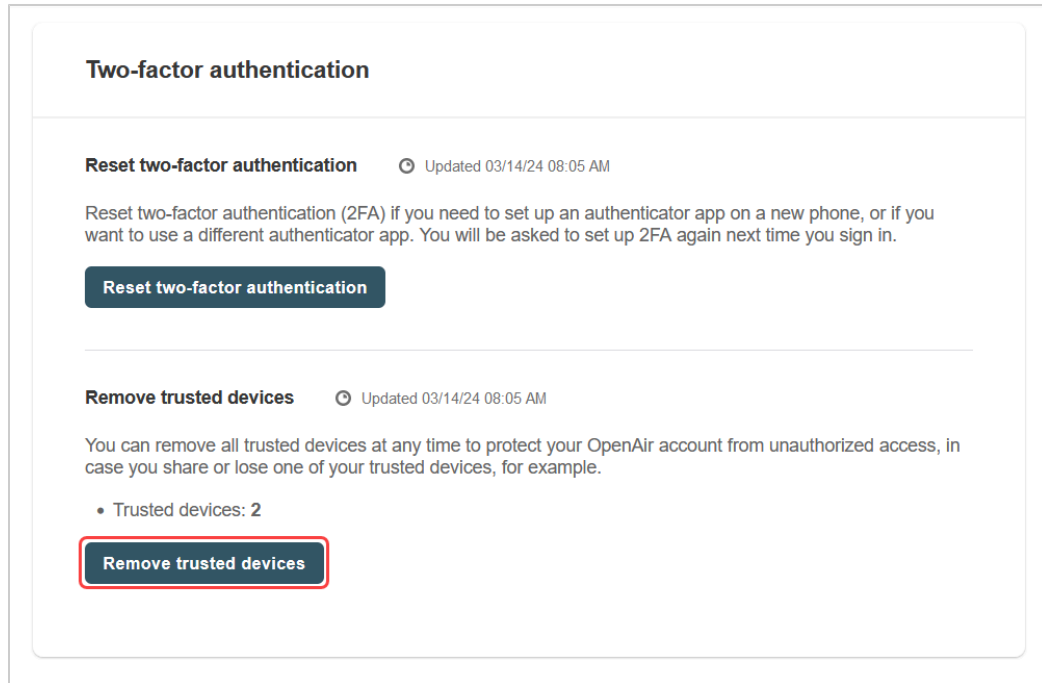 Two-factor authentication
Reset two-factor authentication Updated 03/14/24 08:05 AM
Reset two-factor authentication (2FA) if you need to set up an authenticator app on a new phone, or if you
want to use a different authenticator app. You will be asked to set up 2FA again next time you sign in.
Reset two-factor authentication
Remove trusted devices Updated 03/14/24 08:05 AM
You can remove all trusted devices at any time to protect your OpenAir account from unauthorized access, in
case you share or lose one of your trusted devices, for example.
• Trusted devices: 2
Remove trusted devices